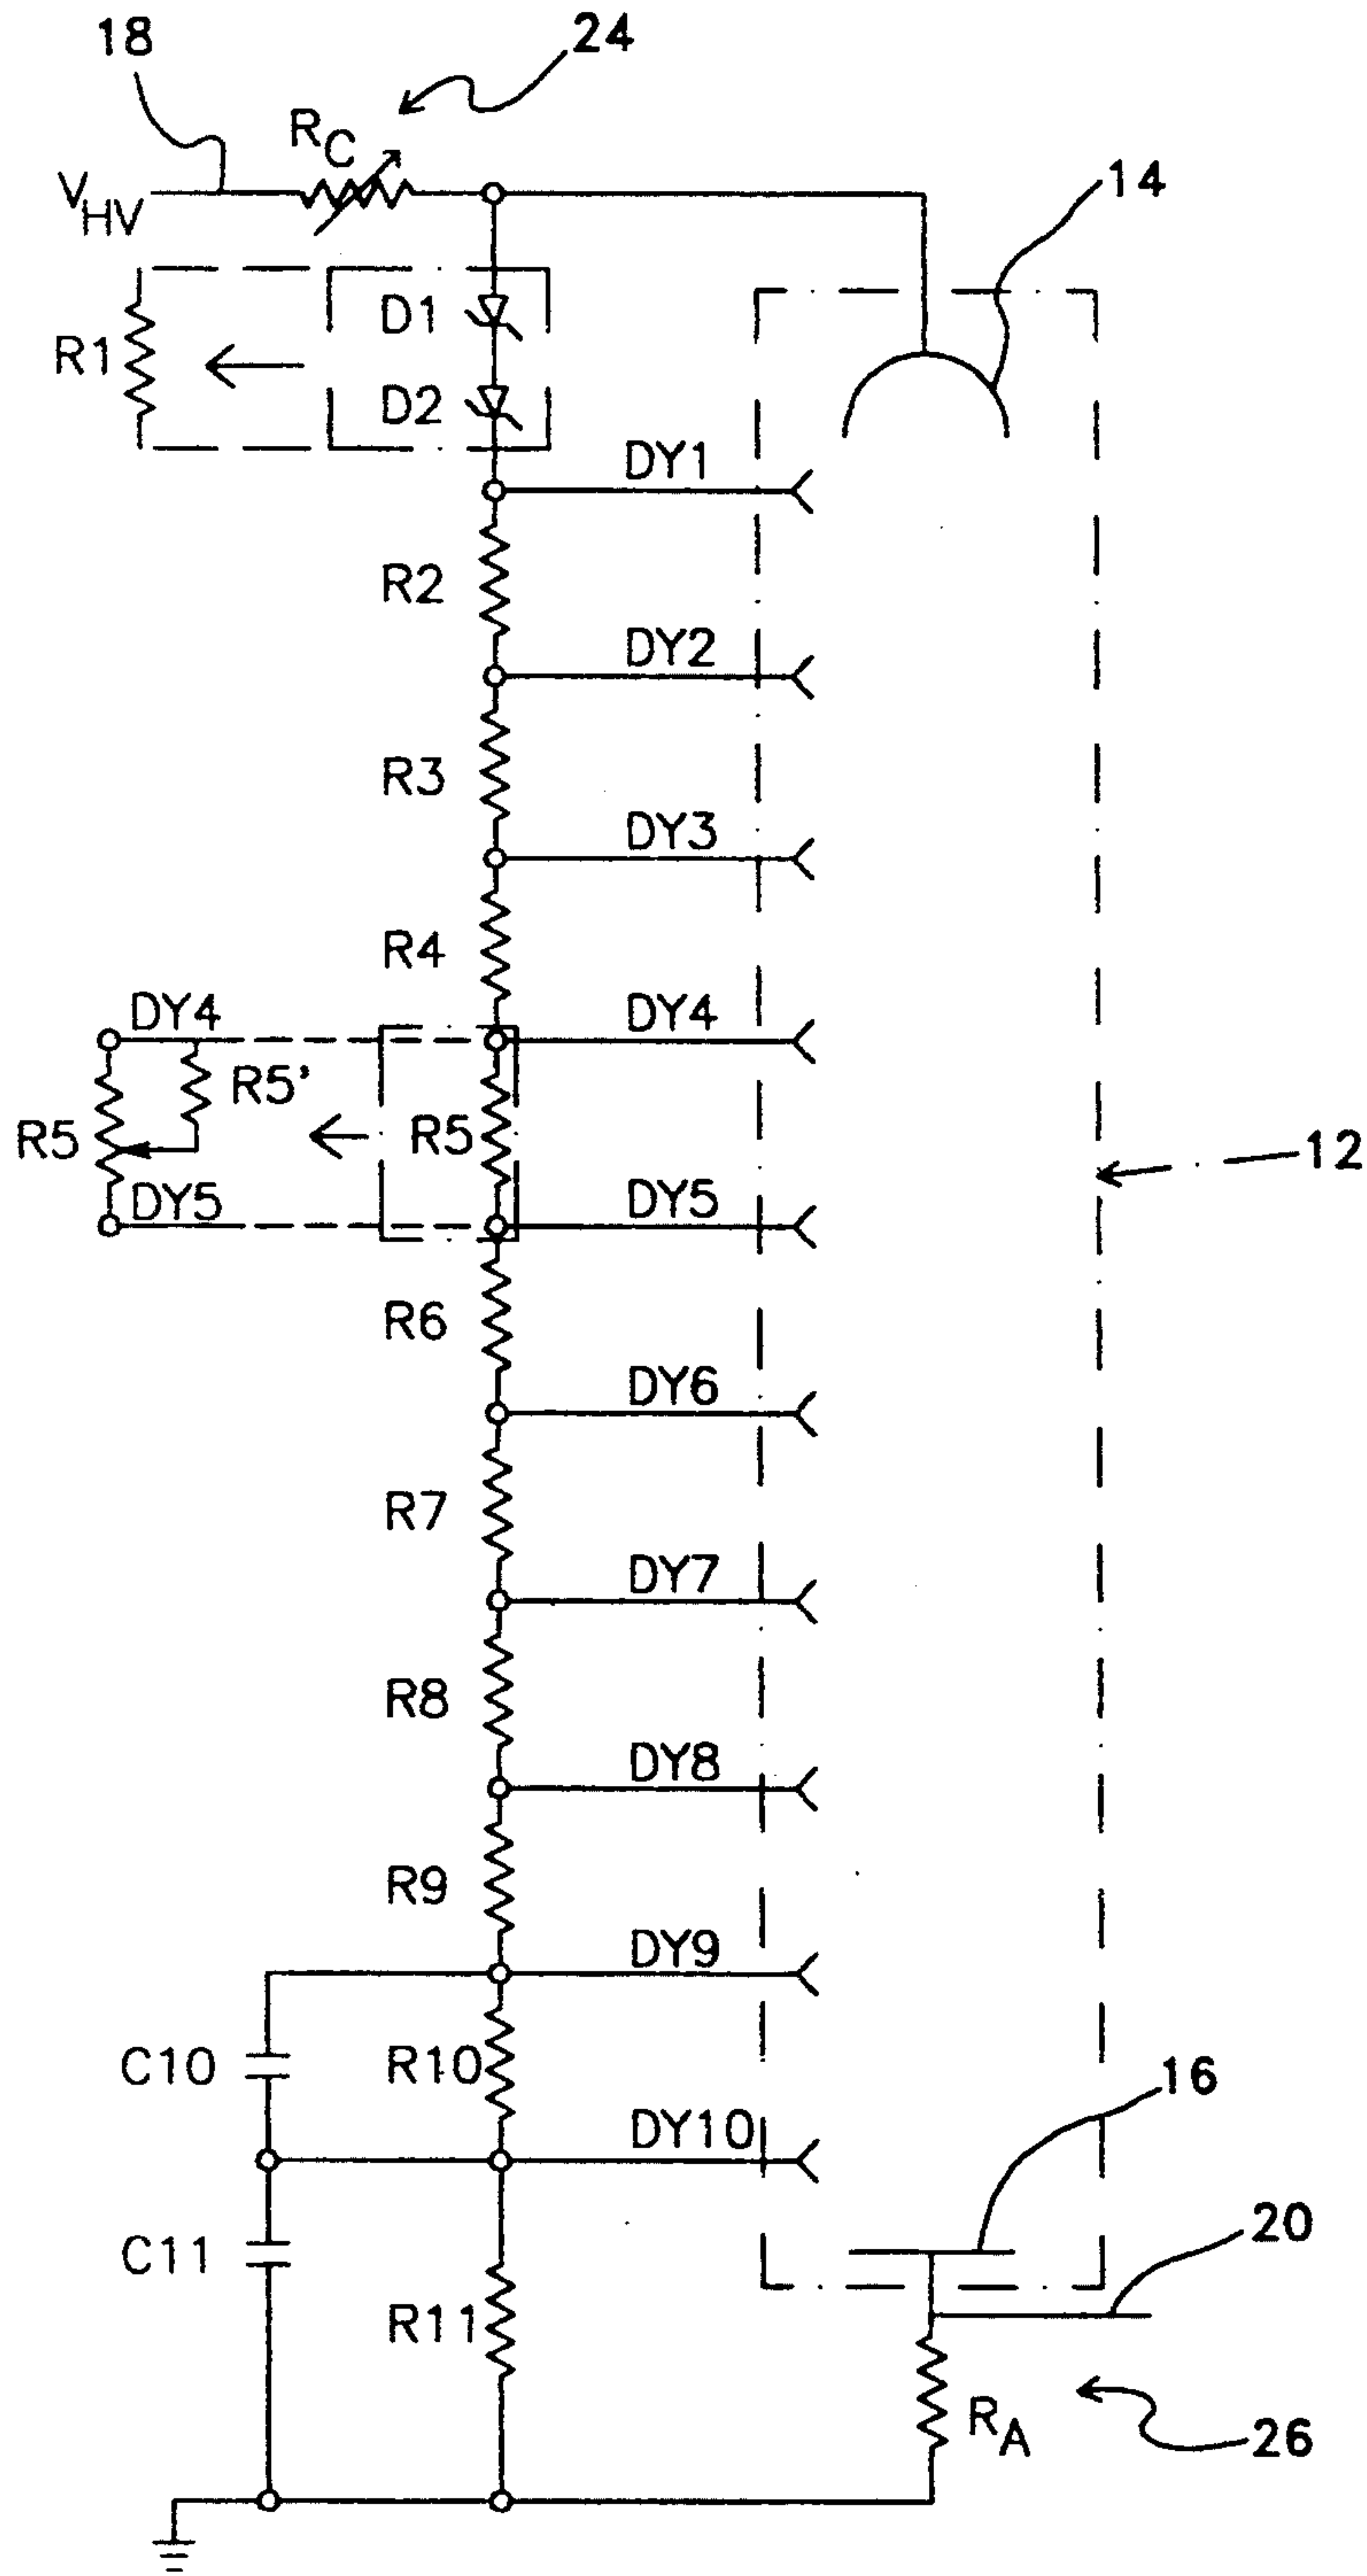 18
24
R_C
V_HV
14
D1
R1
D2
DY1
R2
DY2
R3
DY3
R4
DY4
DY4
R5'
R5
R5
12
DY5
DY5
R6
DY6
R7
DY7
R8
DY8
R9
DY9
C10
R10
16
DY10
20
C11
R11
R_A
26